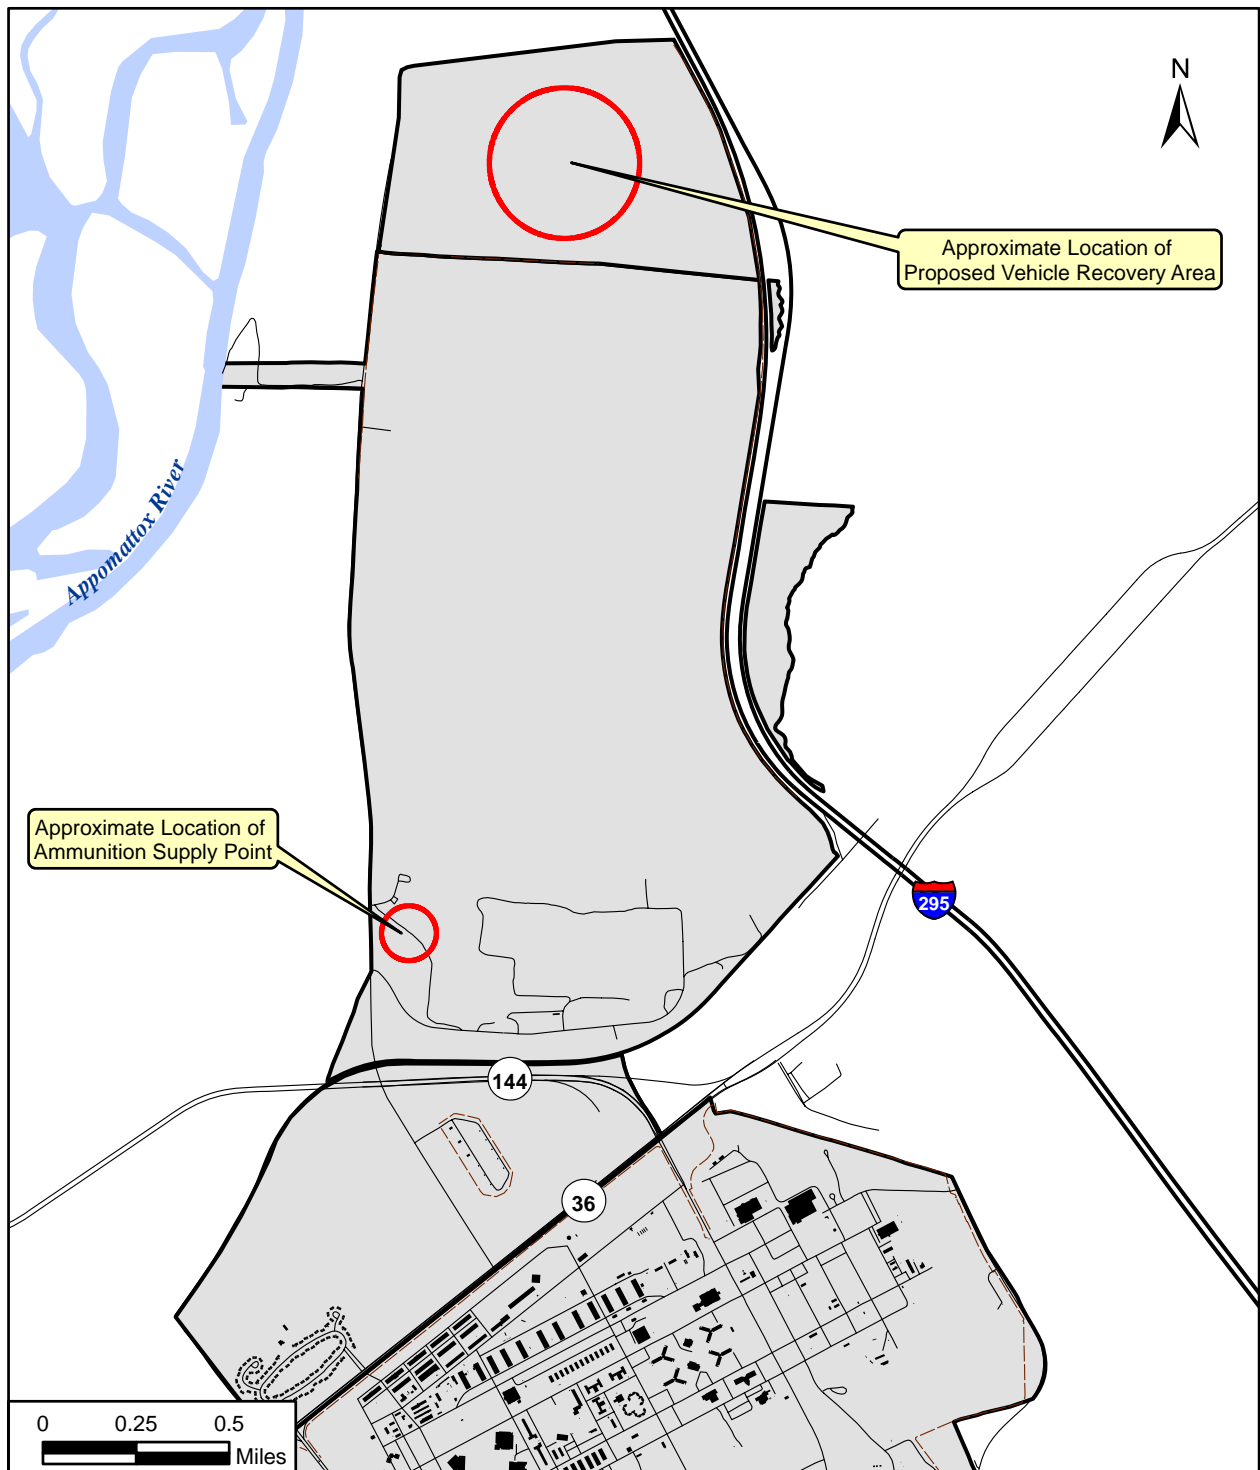 N
Approximate Location of
Proposed Vehicle Recovery Area
Appomattox River
Approximate Location of
Ammunition Supply Point
295
144
36
0 0.25 0.5
Miles